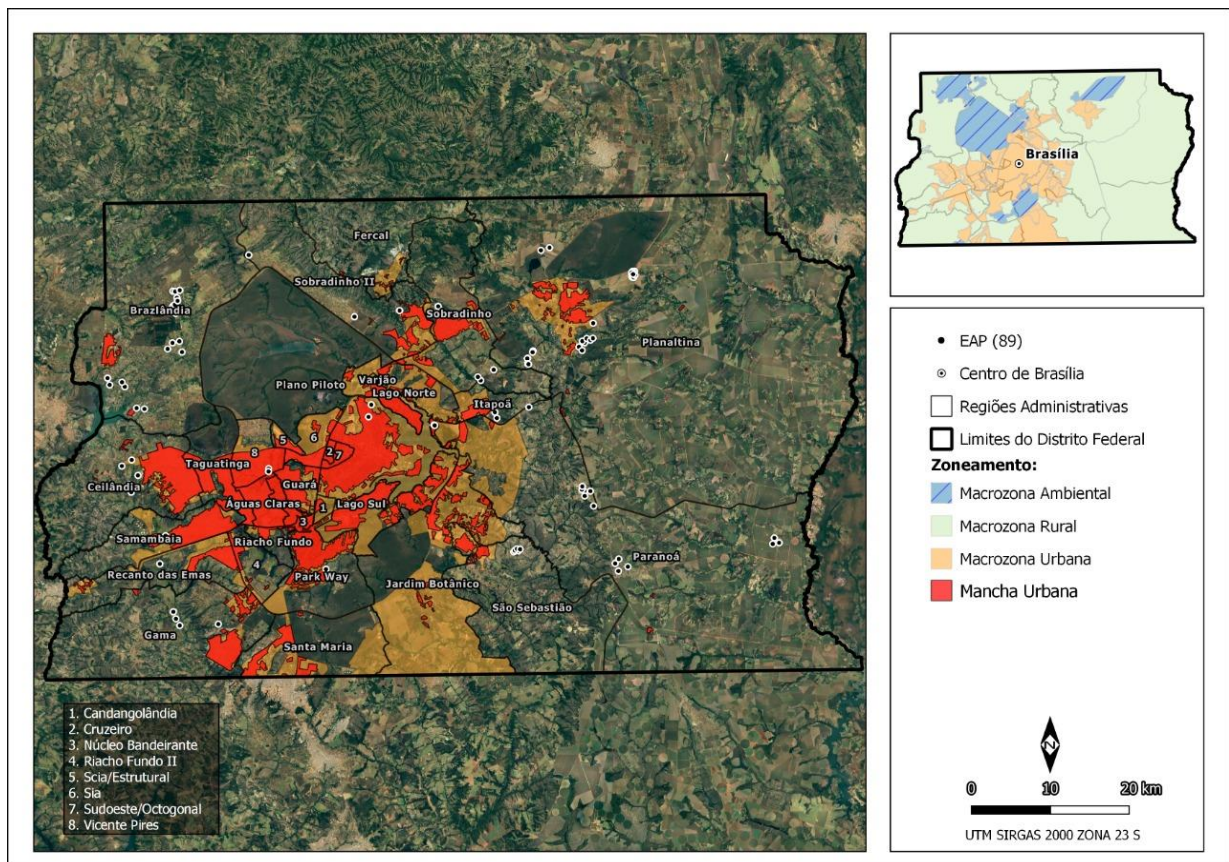 Fercal
Sobradinho II
Brazlândia
Sobradinho
Planaltina
Plano Piloto
Varjão
Lago Norte
Itapoã
5
6
8
2
7
Taguatinga
Guará
Ceilândia
Águas Claras
1
Lago Sul
3
Samambaia
Riacho Fundo
4
Recanto das Emas
Park Way
Jardim Botânico
Paranoá
São Sebastião
Gama
Santa Maria
1. Candangolândia
2. Cruzeiro
3. Núcleo Bandeirante
4. Riacho Fundo II
5. Scia/Estrutural
6. Sia
7. Sudoeste/Octogonal
8. Vicente Pires
Brasília
EAP (89)
Centro de Brasília
Regiões Administrativas
Limites do Distrito Federal
Zoneamento:
Macrozona Ambiental
Macrozona Rural
Macrozona Urbana
Mancha Urbana
N
0 10 20 km
UTM SIRGAS 2000 ZONA 23 S